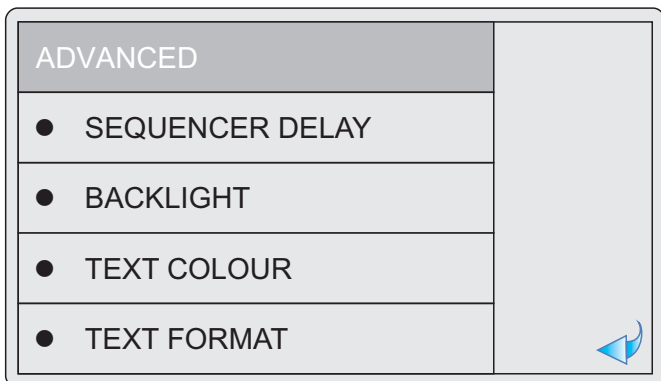 ADVANCED
● SEQUENCER DELAY
● BACKLIGHT
● TEXT COLOUR
● TEXT FORMAT